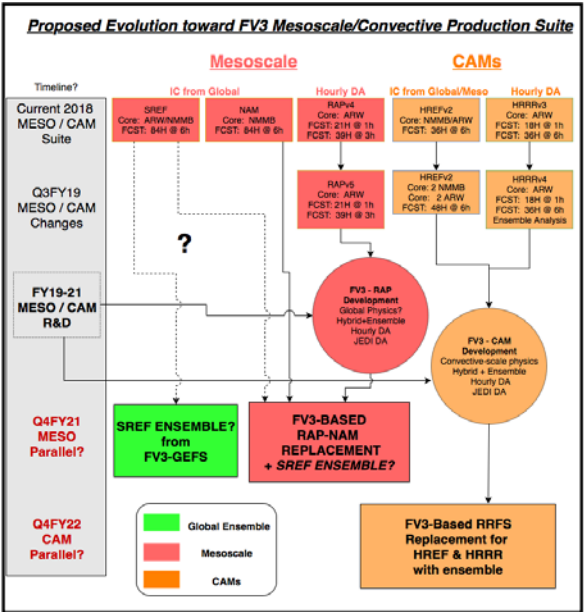 Proposed Evolution toward FV3 Mesoscale/Convective Production Suite
Mesoscale
CAMs
Timeline?
IC from Global
Hourly DA
IC from Global/Meso
Hourly DA
Current 2018
MESO / CAM
Suite
SREF
Core: ARW/NMMB
FCST: 84H @ 6h
NAM
Core: NMMB
FCST: 84H @ 6h
RAPv4
Core: ARW
FCST: 21H @ 1h
FCST: 39H @ 3h
HREFv2
Core: NMMB/ARW
FCST: 36H @ 6h
HRRRv3
Core: ARW
FCST: 18H @ 1h
FCST: 36H @ 6h
Q3FY19
MESO / CAM
Changes
RAPv5
Core: ARW
FCST: 21H @ 1h
FCST: 39H @ 3h
HREFv2
Core: 2 NMMB
Core: 2 ARW
FCST: 48H @ 6h
HRRRv4
Core: ARW
FCST: 18H @ 1h
FCST: 36H @ 6h
Ensemble Analysis
?
FY19-21
MESO / CAM
R&D
FV3 - RAP
Development
Global Physics?
Hybrid+Ensemble
Hourly DA
JEDI DA
FV3 - CAM
Development
Convective-scale physics
Hybrid + Ensemble
Hourly DA
JEDI DA
Q4FY21
MESO
Parallel?
SREF ENSEMBLE?
from
FV3-GEFS
FV3-BASED
RAP-NAM
REPLACEMENT
+ SREF ENSEMBLE?
Q4FY22
CAM
Parallel?
Global Ensemble
Mesoscale
CAMs
FV3-Based RRFS
Replacement for
HREF & HRRR
with ensemble